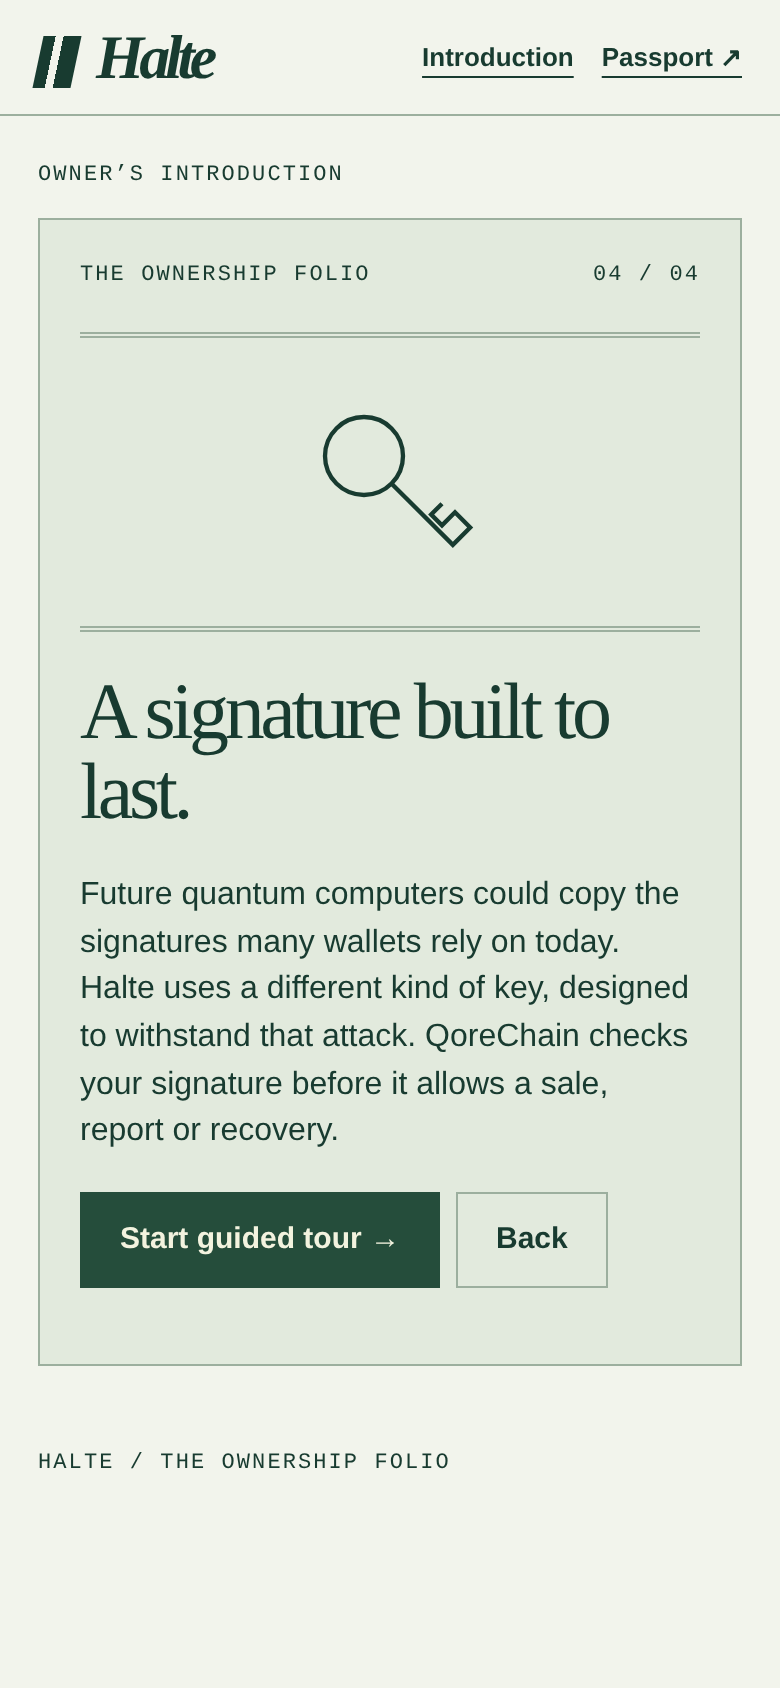 Halte
Introduction Passport ↗
OWNER’S INTRODUCTION
THE OWNERSHIP FOLIO 04 / 04
A signature built to
last.
Future quantum computers could copy the
signatures many wallets rely on today.
Halte uses a different kind of key, designed
to withstand that attack. QoreChain checks
your signature before it allows a sale,
report or recovery.
Start guided tour → Back
HALTE / THE OWNERSHIP FOLIO